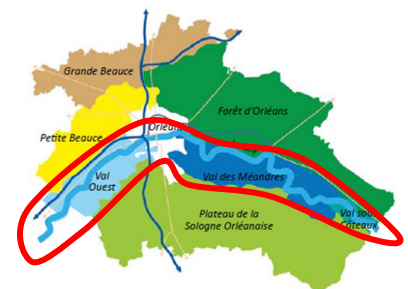 Grande Beauce
Forêt d'Orléans
Orléans
Petite Beauce
Val
Ouest
Val des Méandres
Plateau de la
Sologne Orléanaise
Val sous
Coteaux